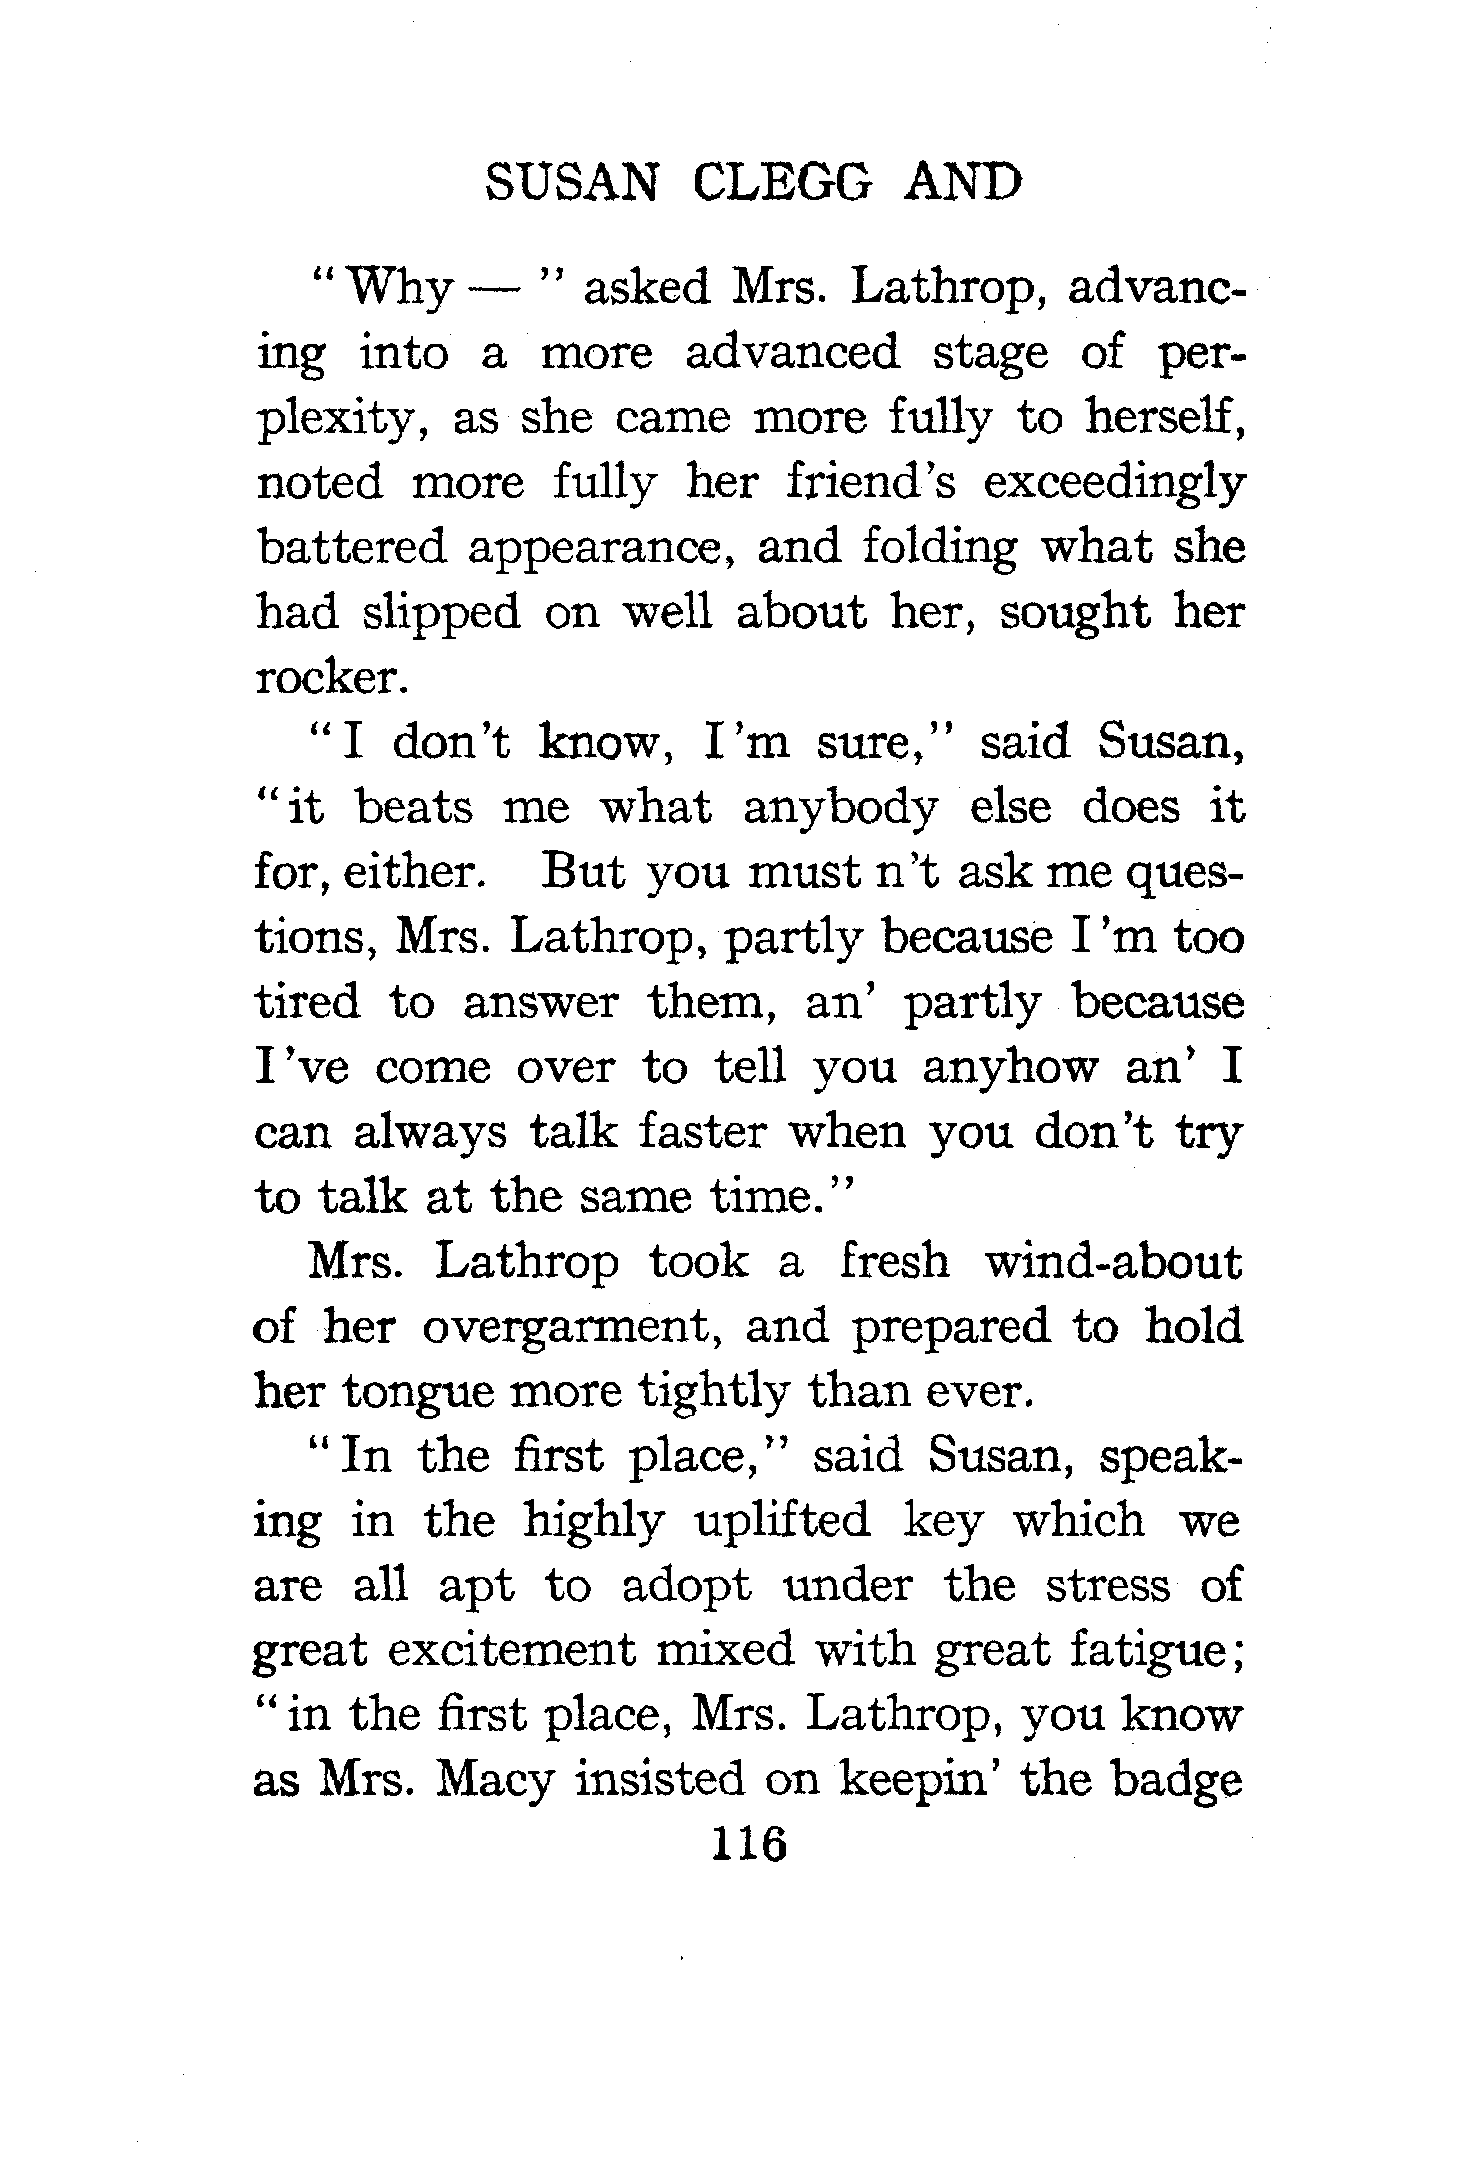 SUSAN CLEGG AND
“Why — ” asked Mrs. Lathrop, advanc-
ing into a more advanced stage of per-
plexity, as she came more fully to herself,
noted more fully her friend's exceedingly
battered appearance, and folding what she
had slipped on well about her, sought her
rocker.
“I don't know, I'm sure,” said Susan,
“it beats me what anybody else does it
for, either. But you must n't ask me ques-
tions, Mrs. Lathrop, partly because I'm too
tired to answer them, an' partly because
I've come over to tell you anyhow an' I
can always talk faster when you don't try
to talk at the same time.”
Mrs. Lathrop took a fresh wind-about
of her overgarment, and prepared to hold
her tongue more tightly than ever.
“In the first place,” said Susan, speak-
ing in the highly uplifted key which we
are all apt to adopt under the stress of
great excitement mixed with great fatigue;
“in the first place, Mrs. Lathrop, you know
as Mrs. Macy insisted on keepin' the badge
116